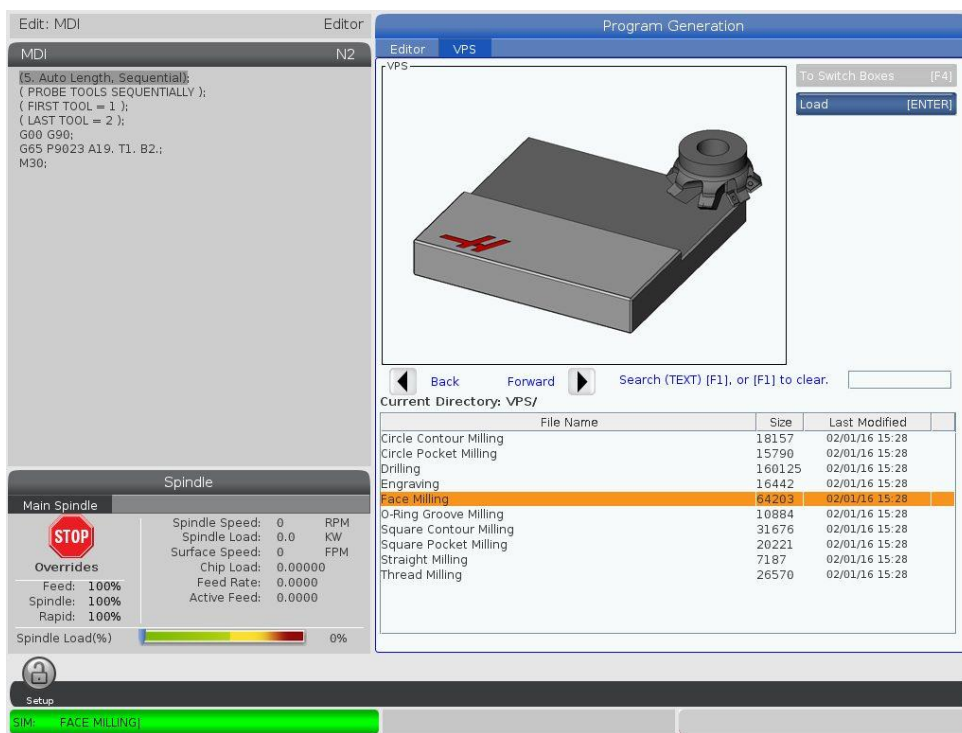 Edit: MDI Editor
MDI N2
(5. Auto Length, Sequential);
( PROBE TOOLS SEQUENTIALLY );
( FIRST TOOL = 1 );
( LAST TOOL = 2 );
G00 G90;
G65 P9023 A19. T1. B2.;
M30;
Spindle
Main Spindle
STOP
Overrides
Feed: 100%
Spindle: 100%
Rapid: 100%
Spindle Speed: 0 RPM
Spindle Load: 0.0 KW
Surface Speed: 0 FPM
Chip Load: 0.00000
Feed Rate: 0.0000
Active Feed: 0.0000
Spindle Load(%) 0%
Program Generation
Editor VPS
VPS
To Switch Boxes [F4]
Load [ENTER]
Back Forward Search (TEXT) [F1], or [F1] to clear.
Current Directory: VPS/
File Name Size Last Modified
Circle Contour Milling 18157 02/01/16 15:28
Circle Pocket Milling 15790 02/01/16 15:28
Drilling 160125 02/01/16 15:28
Engraving 16442 02/01/16 15:28
Face Milling 64203 02/01/16 15:28
O-Ring Groove Milling 10884 02/01/16 15:28
Square Contour Milling 31676 02/01/16 15:28
Square Pocket Milling 20221 02/01/16 15:28
Straight Milling 7187 02/01/16 15:28
Thread Milling 26570 02/01/16 15:28
Setup
SIM: FACE MILLING